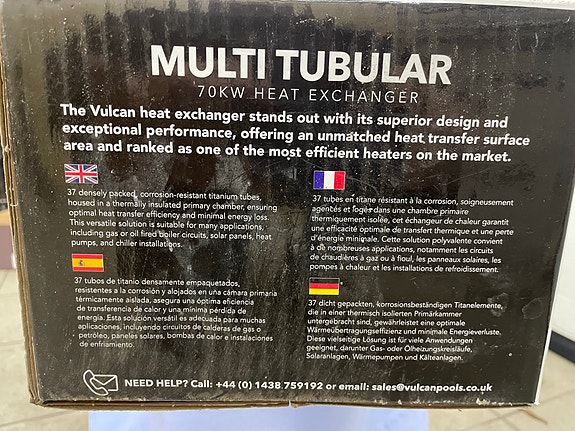 MULTI TUBULAR
70KW HEAT EXCHANGER
The Vulcan heat exchanger stands out with its superior design and
exceptional performance, offering an unmatched heat transfer surface
area and ranked as one of the most efficient heaters on the market.
37 densely packed, corrosion-resistant titanium tubes,
housed in a thermally insulated primary chamber, ensuring
optimal heat transfer efficiency and minimal energy loss.
This versatile solution is suitable for many applications,
including gas or oil fired boiler circuits, solar panels, heat
pumps, and chiller installations.
37 tubes en titane résistant à la corrosion, soigneusement
agentés et logés dans une chambre primaire
thermiquement isolée, cet échangeur de chaleur garantit
une efficacité optimale de transfert thermique et une perte
d'énergie minimale. Cette solution polyvalente convient
à de nombreuses applications, notamment les circuits
de chaudières à gaz ou à fioul, les panneaux solaires, les
pompes à chaleur et les installations de refroidissement.
37 tubos de titanio densamente empaquetados,
resistentes a la corrosión y alojados en una cámara primaria
térmicamente aislada, asegura una óptima eficiencia
de transferencia de calor y una mínima pérdida de
energía. Esta solución versátil es adecuada para muchas
aplicaciones, incluyendo circuitos de calderas de gas o
petróleo, paneles solares, bombas de calor e instalaciones
de enfriamiento.
37 dicht gepackten, korrosionsbeständigen Titanelemente,
die in einer thermisch isolierten Primärkammer
untergebracht sind, gewährleistet eine optimale
Wärmeübertragungseffizienz und minimale Energieverluste.
Diese vielseitige Lösung ist für viele Anwendungen
geeignet, darunter Gas- oder Ölheizungskreisläufe,
Solaranlagen, Wärmepumpen und Kälteanlagen.
NEED HELP? Call: +44 (0) 1438 759192 or email: sales@vulcanpools.co.uk